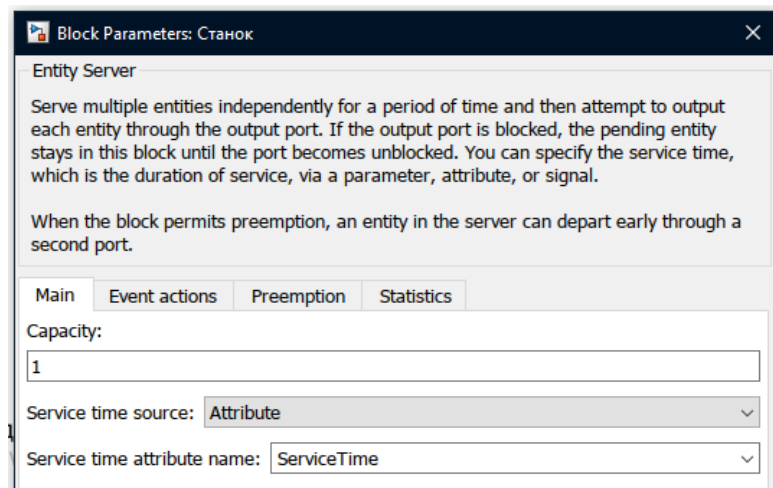 Block Parameters: Станок
Entity Server
Serve multiple entities independently for a period of time and then attempt to output
each entity through the output port. If the output port is blocked, the pending entity
stays in this block until the port becomes unblocked. You can specify the service time,
which is the duration of service, via a parameter, attribute, or signal.
When the block permits preemption, an entity in the server can depart early through a
second port.
Main Event actions Preemption Statistics
Capacity:
1
Service time source: Attribute
Service time attribute name: ServiceTime